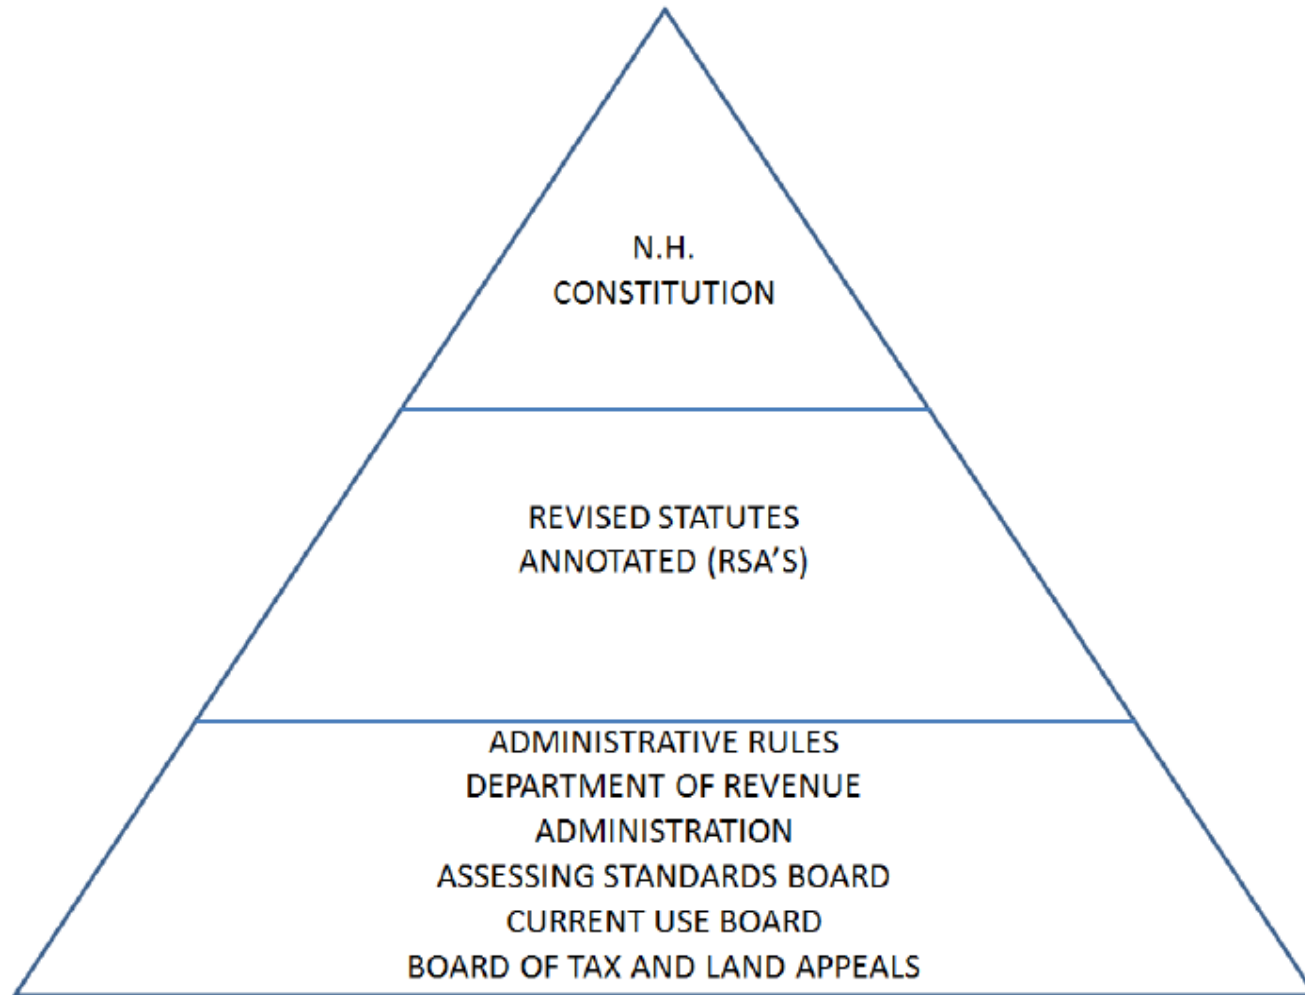 N.H.
CONSTITUTION
REVISED STATUTES
ANNOTATED (RSA’S)
ADMINISTRATIVE RULES
DEPARTMENT OF REVENUE
ADMINISTRATION
ASSESSING STANDARDS BOARD
CURRENT USE BOARD
BOARD OF TAX AND LAND APPEALS